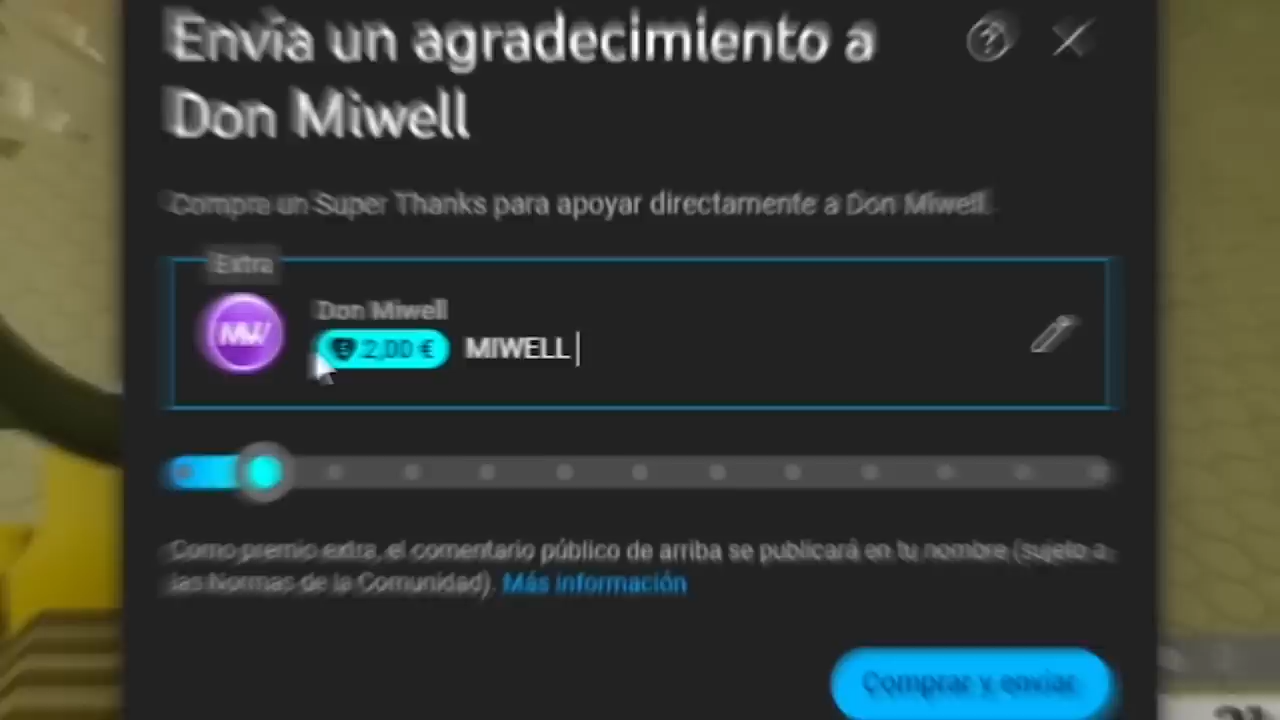 Envía un agradecimiento a
Don Miwell
Compra un Super Thanks para apoyar directamente a Don Miwell.
Extra
MW
Don Miwell
2,00 € MIWELL
Como premio extra, el comentario público de arriba se publicará en tu nombre (sujeto a
las Normas de la Comunidad). Más información
Comprar y enviar